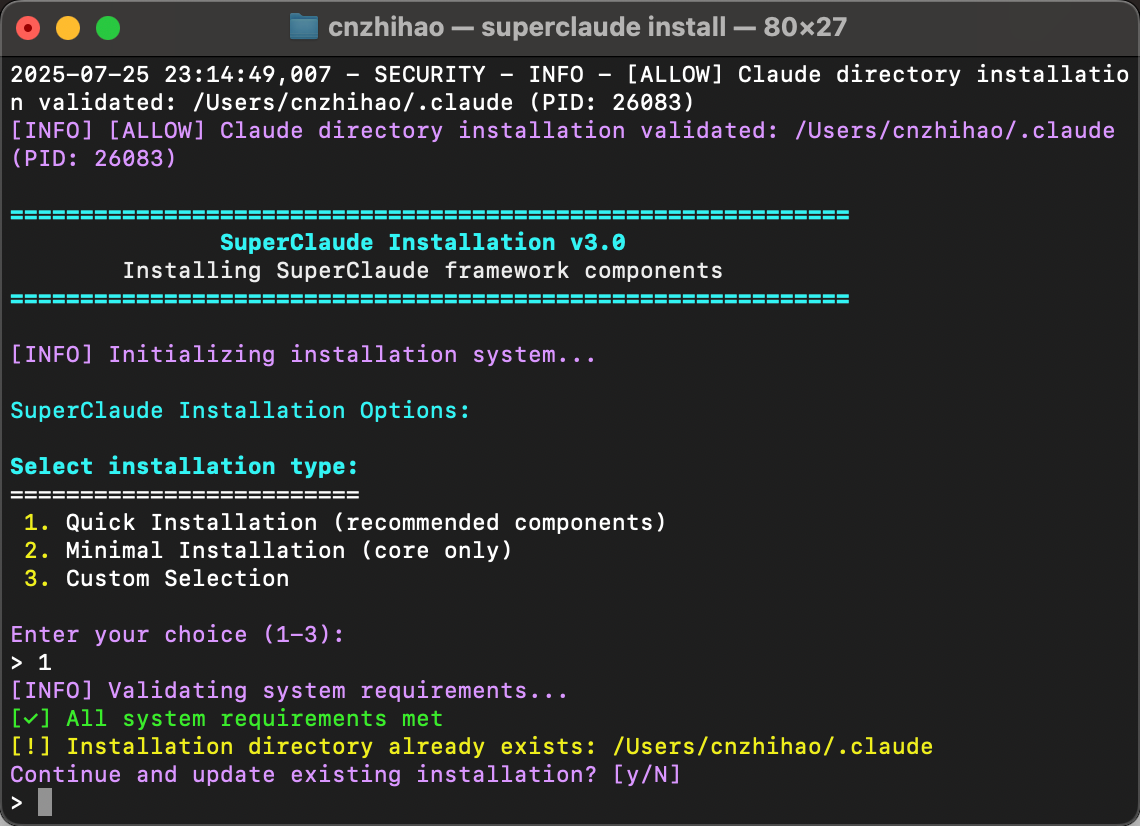 cnzhihao — superclaude install — 80×27
2025-07-25 23:14:49,007 - SECURITY - INFO - [ALLOW] Claude directory installatio
n validated: /Users/cnzhihao/.claude (PID: 26083)
[INFO] [ALLOW] Claude directory installation validated: /Users/cnzhihao/.claude
(PID: 26083)
============================================================
SuperClaude Installation v3.0
Installing SuperClaude framework components
============================================================
[INFO] Initializing installation system...
SuperClaude Installation Options:
Select installation type:
=========================
1. Quick Installation (recommended components)
2. Minimal Installation (core only)
3. Custom Selection
Enter your choice (1-3):
> 1
[INFO] Validating system requirements...
[✓] All system requirements met
[!] Installation directory already exists: /Users/cnzhihao/.claude
Continue and update existing installation? [y/N]
>